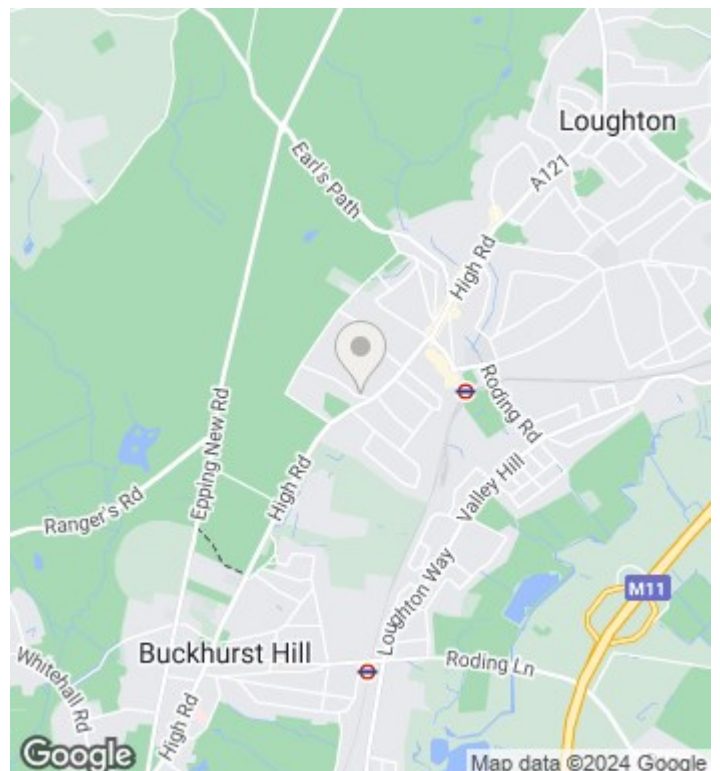 Loughton
A121
Earl's Path
High Rd
Roding Rd
Epping New Rd
High Rd
Valley Hill
Ranger's Rd
M11
Loughton Way
Buckhurst Hill
Roding Ln
Whitehall Rd
High Rd
Google
Map data ©2024 Google